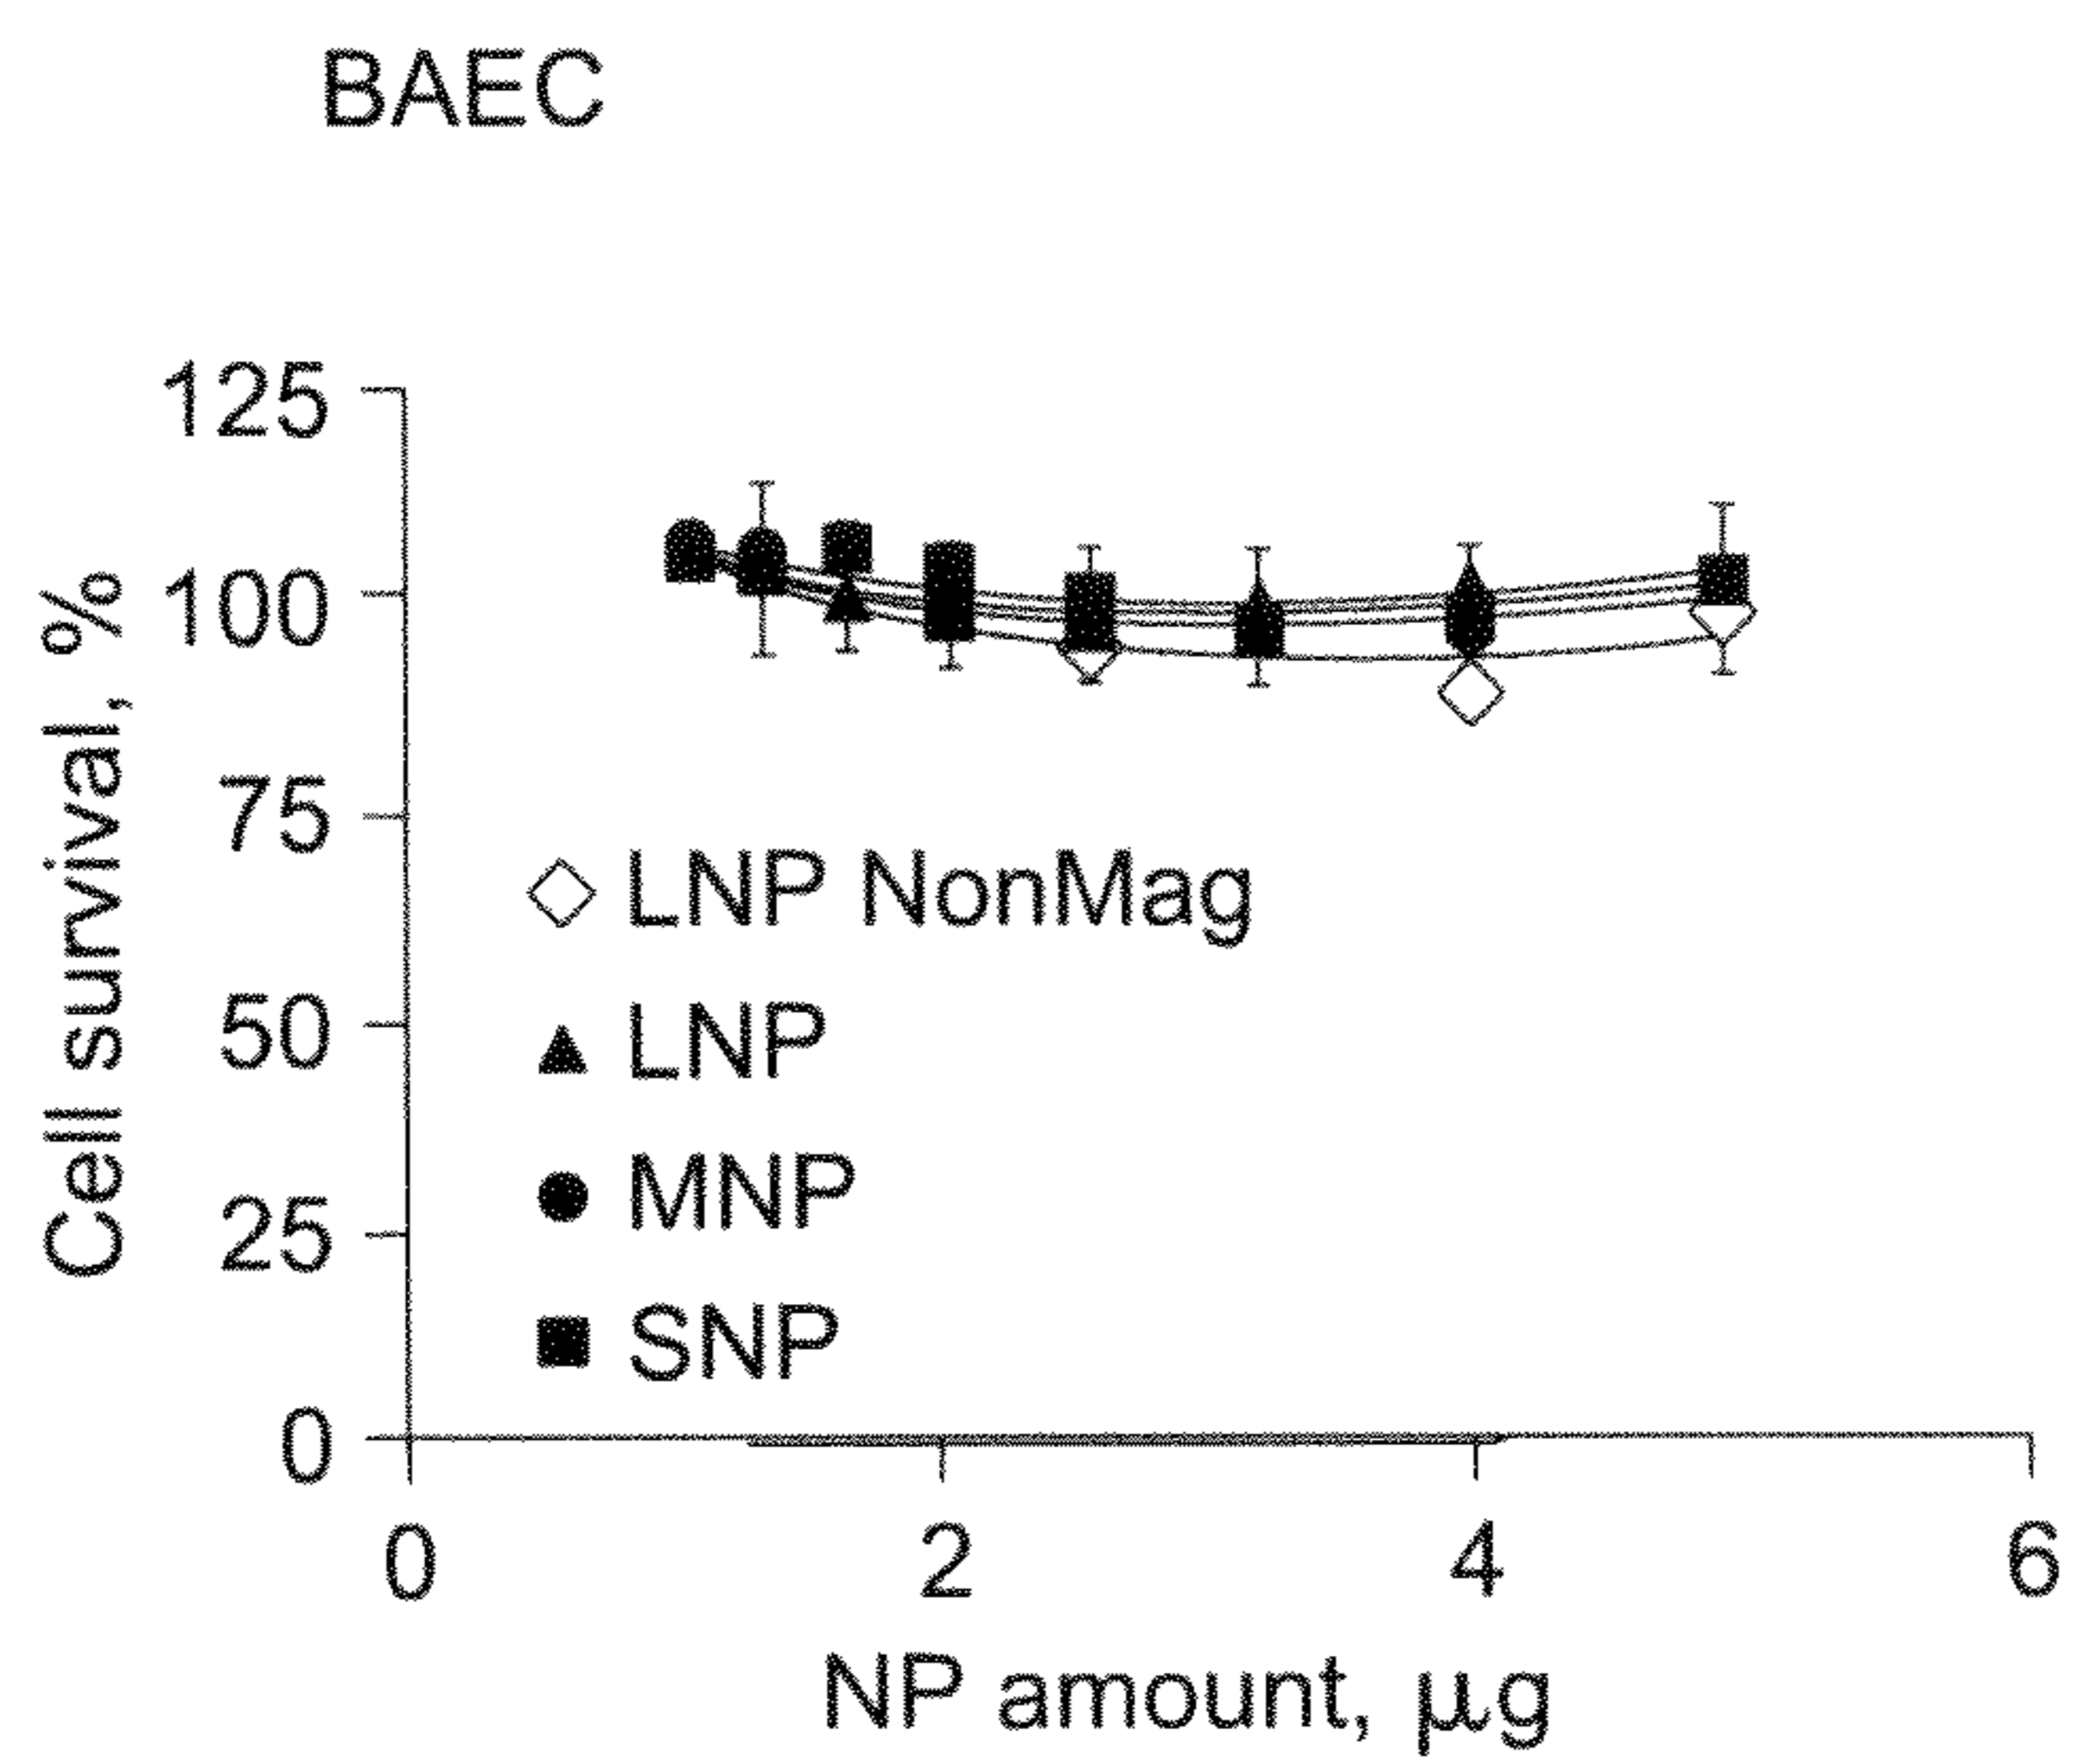 BAEC
Cell survival, %
125
100
75
50
25
0
LNP NonMag
LNP
MNP
SNP
0 2 4 6
NP amount, μg